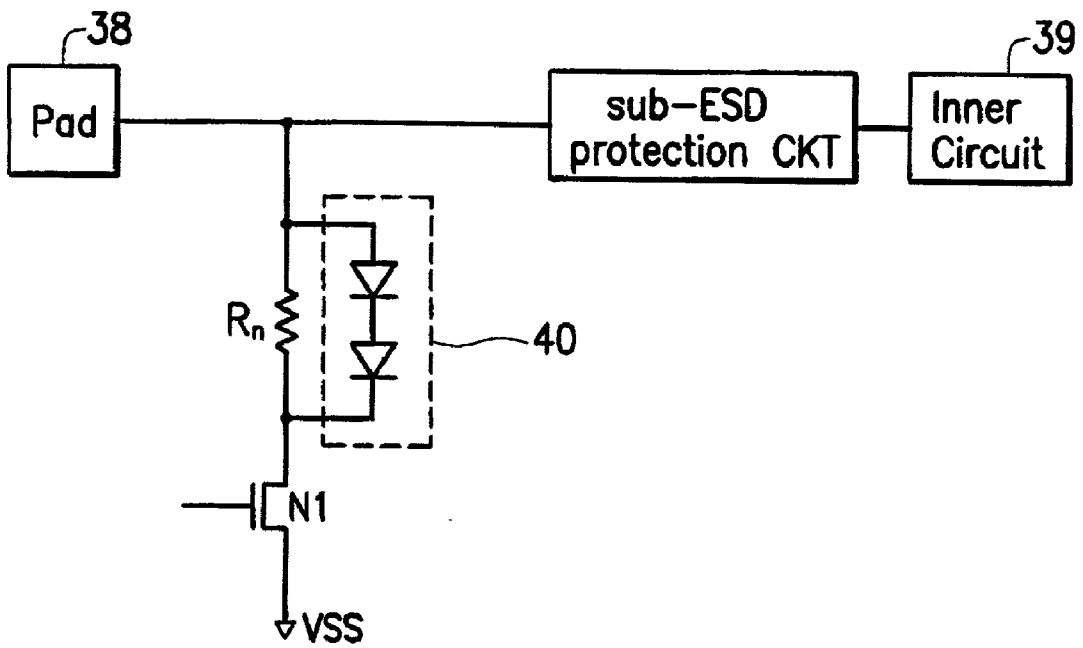 38
Pad
sub-ESD
protection CKT
39
Inner
Circuit
Rn
40
N1
VSS